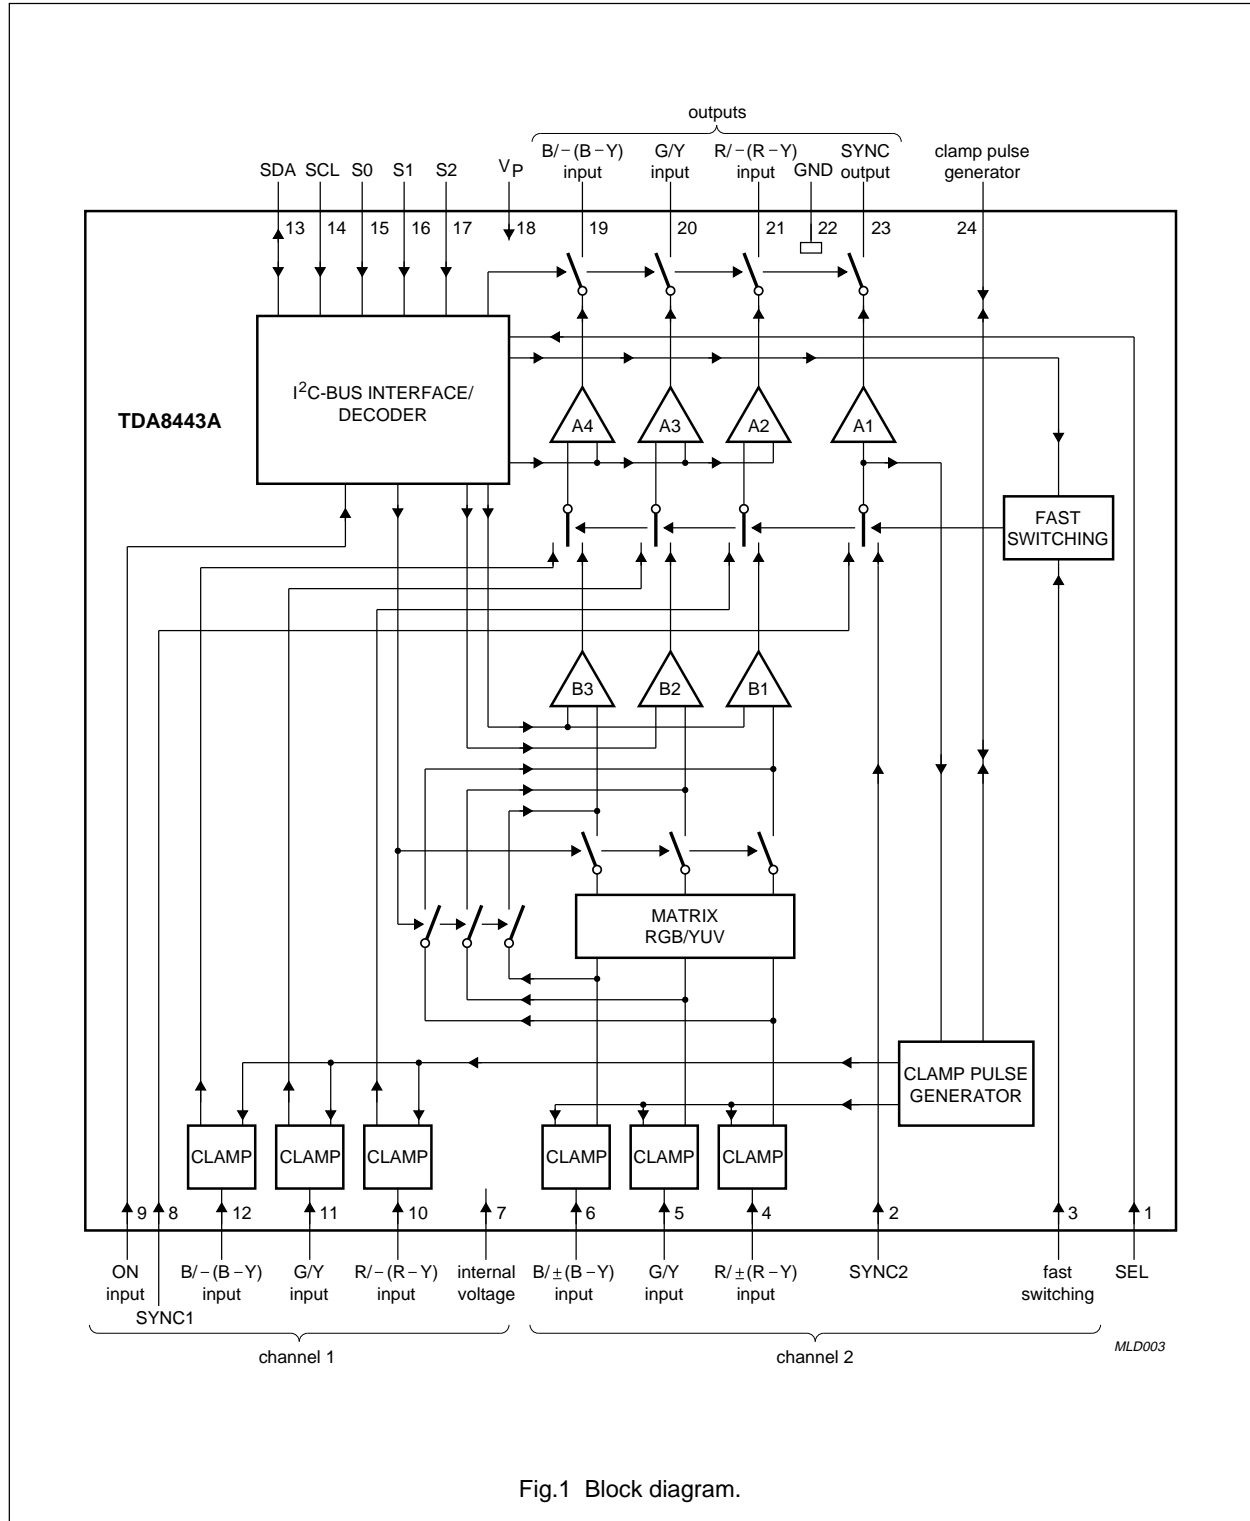 outputs
B/−(B−Y) G/Y R/−(R−Y) SYNC clamp pulse
SDA SCL S0 S1 S2 VP input input input GND output generator
13 14 15 16 17 18 19 20 21 22 23 24
I2C-BUS INTERFACE/
DECODER
TDA8443A
A4 A3 A2 A1
FAST
SWITCHING
B3 B2 B1
MATRIX
RGB/YUV
CLAMP PULSE
GENERATOR
CLAMP CLAMP CLAMP CLAMP CLAMP CLAMP
9 8 12 11 10 7 6 5 4 2 3 1
ON B/−(B−Y) G/Y R/−(R−Y) internal B/±(B−Y) G/Y R/±(R−Y) SYNC2 fast SEL
input input input input voltage input input input switching
SYNC1
channel 1 channel 2
MLD003
Fig.1 Block diagram.